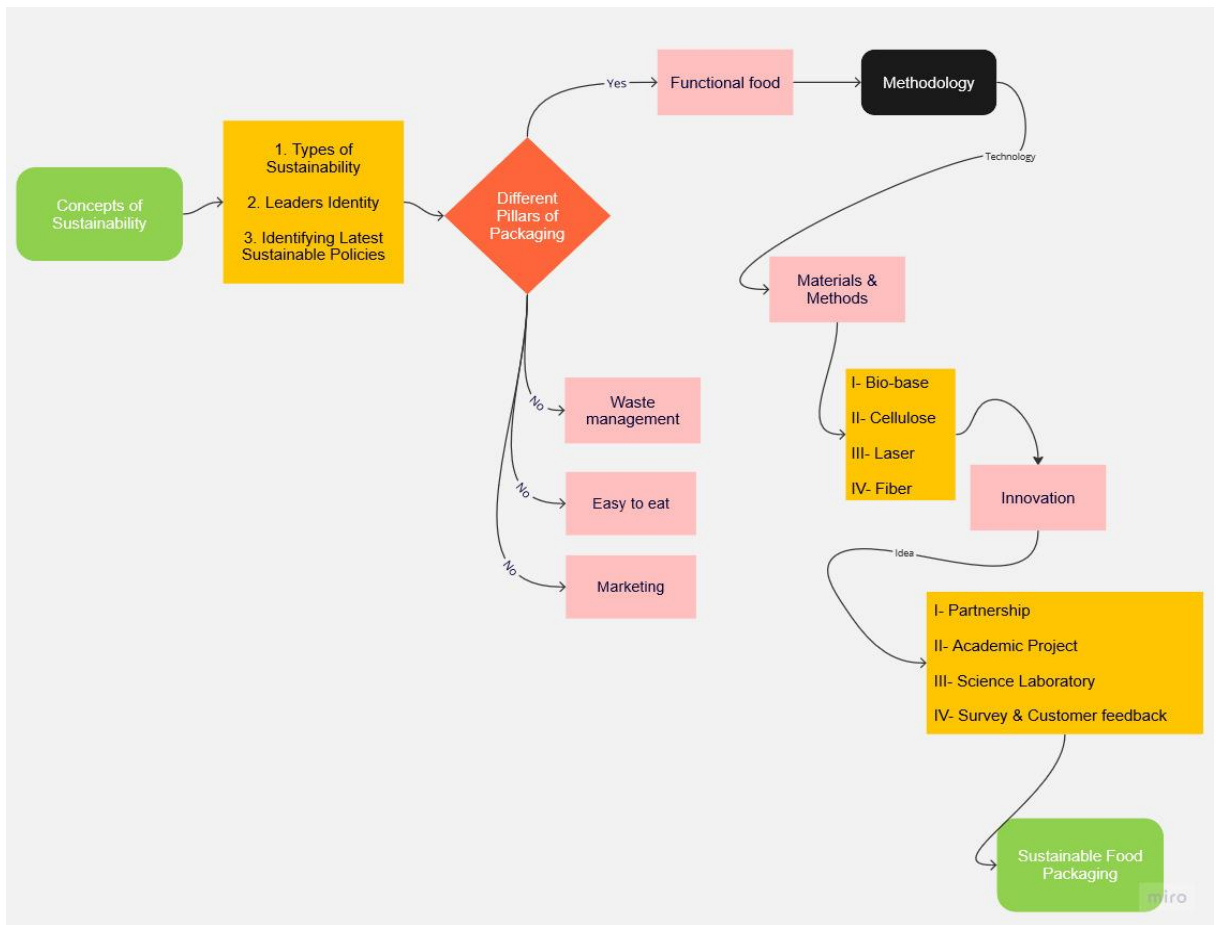 Concepts of
Sustainability
1. Types of
Sustainability
2. Leaders Identity
3. Identifying Latest
Sustainable Policies
Different
Pillars of
Packaging
Yes
Functional food
Methodology
Technology
Materials &
Methods
I- Bio-base
II- Cellulose
III- Laser
IV- Fiber
Innovation
Idea
I- Partnership
II- Academic Project
III- Science Laboratory
IV- Survey & Customer feedback
Sustainable Food
Packaging
No
Waste
management
No
Easy to eat
No
Marketing
miro